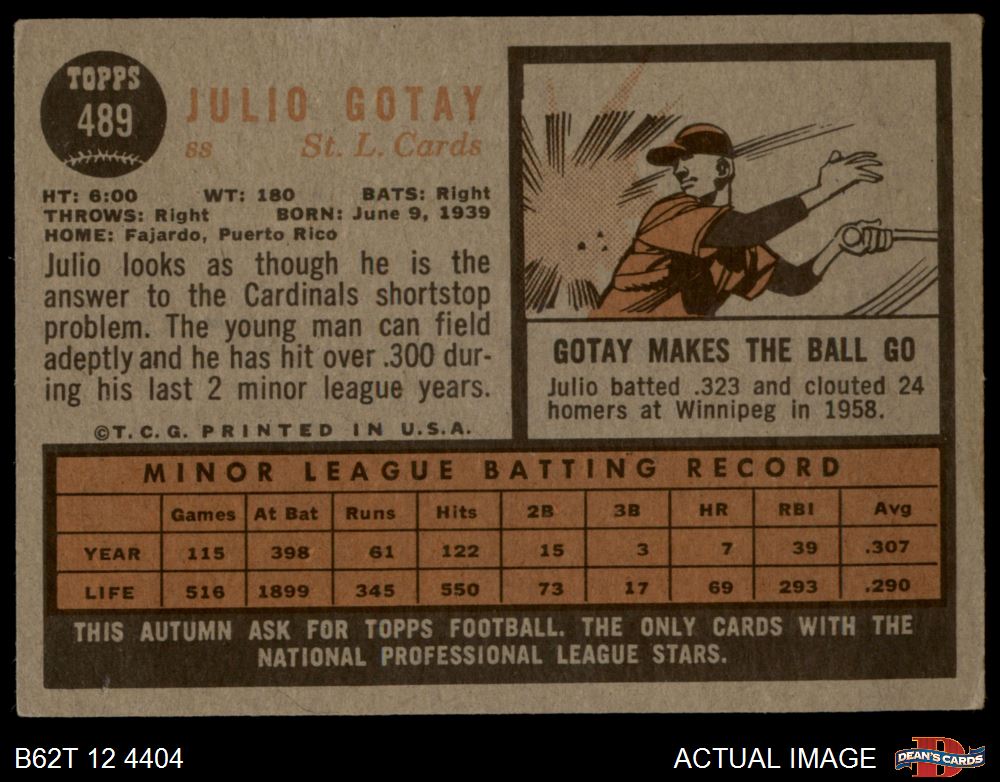 TOPPS
489
JULIO GOTAY
ss St. L. Cards
HT: 6:00 WT: 180 BATS: Right
THROWS: Right BORN: June 9, 1939
HOME: Fajardo, Puerto Rico
Julio looks as though he is the
answer to the Cardinals shortstop
problem. The young man can field
adeptly and he has hit over .300 dur-
ing his last 2 minor league years.
©T. C. G. PRINTED IN U.S.A.
GOTAY MAKES THE BALL GO
Julio batted .323 and clouted 24
homers at Winnipeg in 1958.
MINOR LEAGUE BATTING RECORD
Games At Bat Runs Hits 2B 3B HR RBI Avg
YEAR 115 398 61 122 15 3 7 39 .307
LIFE 516 1899 345 550 73 17 69 293 .290
THIS AUTUMN ASK FOR TOPPS FOOTBALL. THE ONLY CARDS WITH THE
NATIONAL PROFESSIONAL LEAGUE STARS.
B62T 12 4404 ACTUAL IMAGE D DEAN'S CARDS